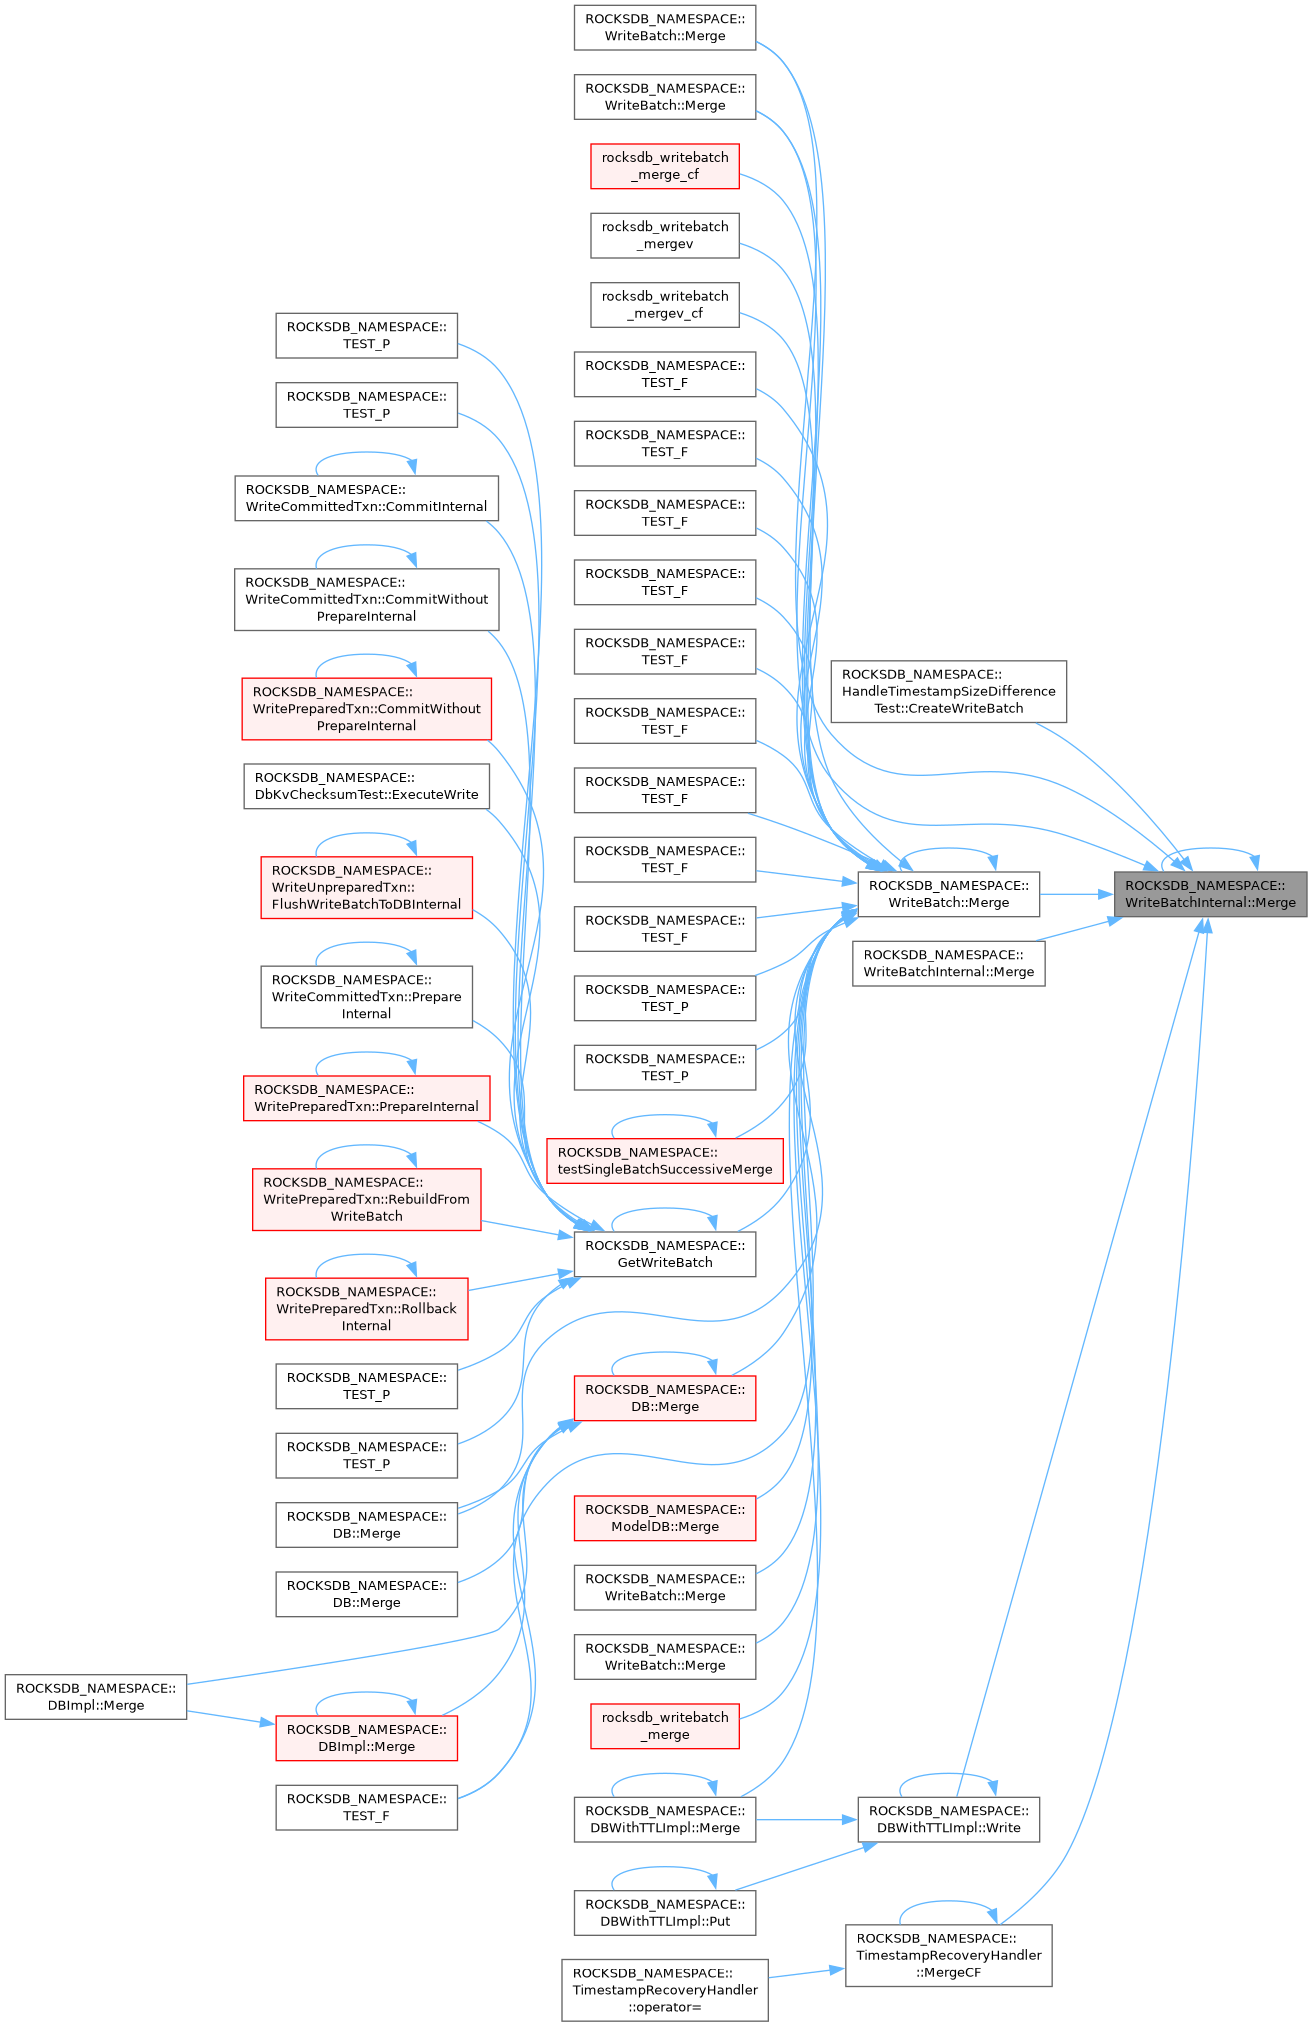 ROCKSDB_NAMESPACE::
WriteBatch::Merge
ROCKSDB_NAMESPACE::
WriteBatch::Merge
rocksdb_writebatch
_merge_cf
rocksdb_writebatch
_mergev
rocksdb_writebatch
_mergev_cf
ROCKSDB_NAMESPACE::
TEST_F
ROCKSDB_NAMESPACE::
TEST_F
ROCKSDB_NAMESPACE::
TEST_F
ROCKSDB_NAMESPACE::
TEST_F
ROCKSDB_NAMESPACE::
TEST_F
ROCKSDB_NAMESPACE::
TEST_F
ROCKSDB_NAMESPACE::
TEST_F
ROCKSDB_NAMESPACE::
TEST_F
ROCKSDB_NAMESPACE::
TEST_F
ROCKSDB_NAMESPACE::
TEST_P
ROCKSDB_NAMESPACE::
TEST_P
ROCKSDB_NAMESPACE::
testSingleBatchSuccessiveMerge
ROCKSDB_NAMESPACE::
GetWriteBatch
ROCKSDB_NAMESPACE::
DB::Merge
ROCKSDB_NAMESPACE::
ModelDB::Merge
ROCKSDB_NAMESPACE::
WriteBatch::Merge
ROCKSDB_NAMESPACE::
WriteBatch::Merge
rocksdb_writebatch
_merge
ROCKSDB_NAMESPACE::
DBWithTTLImpl::Merge
ROCKSDB_NAMESPACE::
DBWithTTLImpl::Put
ROCKSDB_NAMESPACE::
TimestampRecoveryHandler
::operator=
ROCKSDB_NAMESPACE::
TEST_P
ROCKSDB_NAMESPACE::
TEST_P
ROCKSDB_NAMESPACE::
WriteCommittedTxn::CommitInternal
ROCKSDB_NAMESPACE::
WriteCommittedTxn::CommitWithout
PrepareInternal
ROCKSDB_NAMESPACE::
WritePreparedTxn::CommitWithout
PrepareInternal
ROCKSDB_NAMESPACE::
DbKvChecksumTest::ExecuteWrite
ROCKSDB_NAMESPACE::
WriteUnpreparedTxn::
FlushWriteBatchToDBInternal
ROCKSDB_NAMESPACE::
WriteCommittedTxn::Prepare
Internal
ROCKSDB_NAMESPACE::
WritePreparedTxn::PrepareInternal
ROCKSDB_NAMESPACE::
WritePreparedTxn::RebuildFrom
WriteBatch
ROCKSDB_NAMESPACE::
WritePreparedTxn::Rollback
Internal
ROCKSDB_NAMESPACE::
TEST_P
ROCKSDB_NAMESPACE::
TEST_P
ROCKSDB_NAMESPACE::
DB::Merge
ROCKSDB_NAMESPACE::
DB::Merge
ROCKSDB_NAMESPACE::
DBImpl::Merge
ROCKSDB_NAMESPACE::
DBImpl::Merge
ROCKSDB_NAMESPACE::
TEST_F
ROCKSDB_NAMESPACE::
HandleTimestampSizeDifference
Test::CreateWriteBatch
ROCKSDB_NAMESPACE::
WriteBatch::Merge
ROCKSDB_NAMESPACE::
WriteBatchInternal::Merge
ROCKSDB_NAMESPACE::
WriteBatchInternal::Merge
ROCKSDB_NAMESPACE::
DBWithTTLImpl::Write
ROCKSDB_NAMESPACE::
TimestampRecoveryHandler
::MergeCF